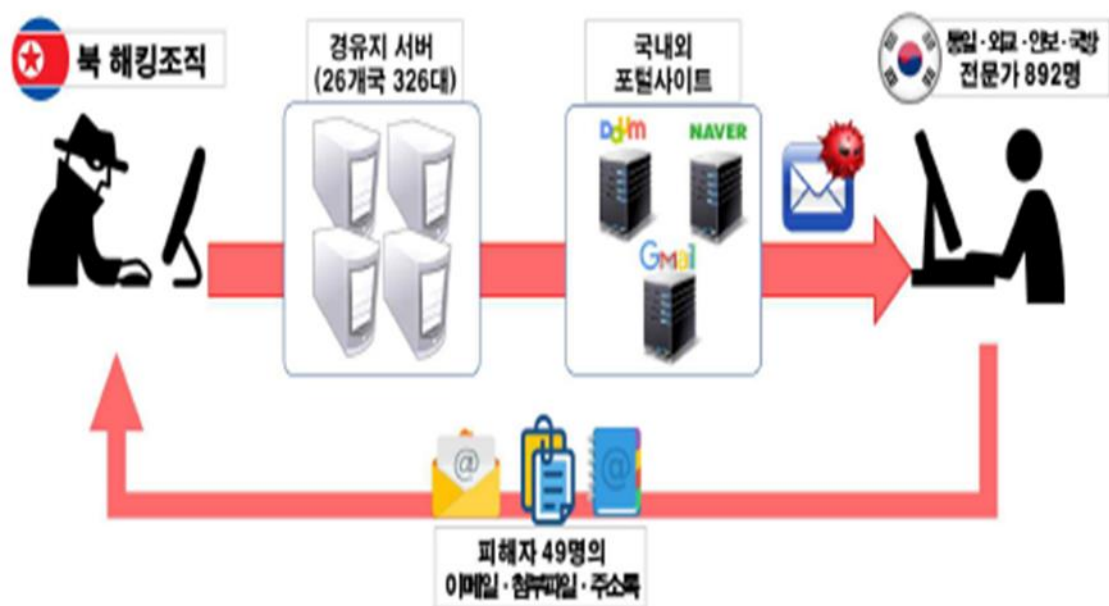 북 해킹조직
경유지 서버
(26개국 326대)
국내외
포털사이트
Daum
NAVER
Gmail
통일·외교·안보·국방
전문가 892명
@
@
피해자 49명의
이메일·첨부파일·주소록